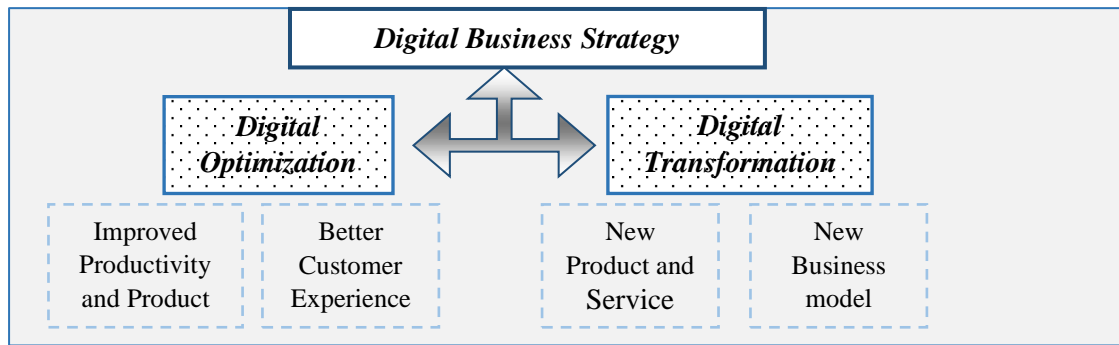 Digital Business Strategy
Digital
Optimization
Digital
Transformation
Improved
Productivity
and Product
Better
Customer
Experience
New
Product and
Service
New
Business
model